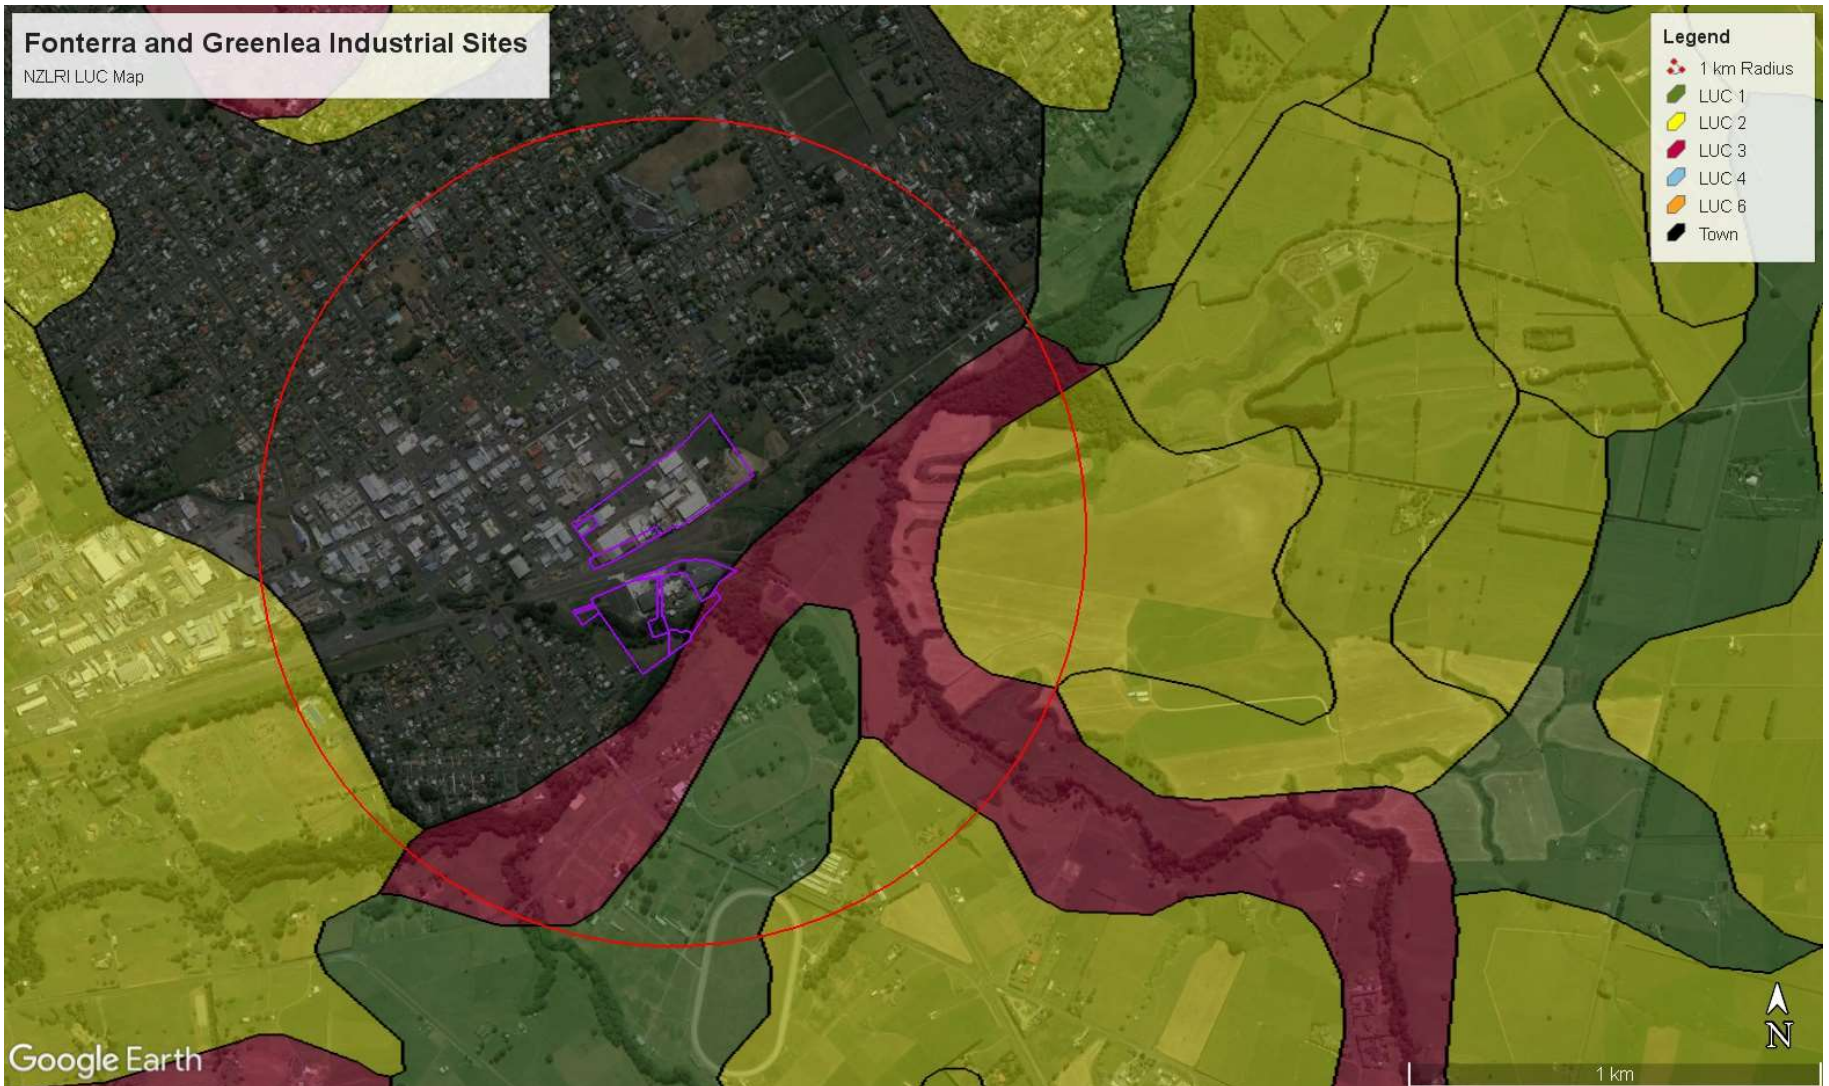 Fonterra and Greenlea Industrial Sites
NZLRI LUC Map
Legend
1 km Radius
LUC 1
LUC 2
LUC 3
LUC 4
LUC 6
Town
N
Google Earth
1 km